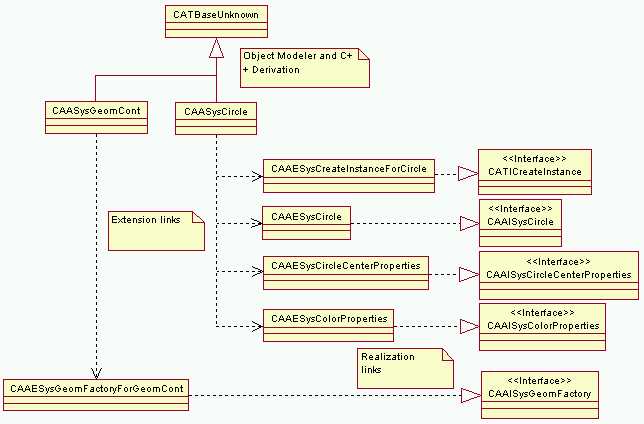 CATBaseUnknown
Object Modeler and C+
+ Derivation
CAASysGeomCont
CAASysCircle
CAAESysCreateInstanceForCircle
<<Interface>>
CATICreateInstance
Extension links
CAAESysCircle
<<Interface>>
CAAISysCircle
CAAESysCircleCenterProperties
<<Interface>>
CAAISysCircleCenterProperties
CAAESysColorProperties
<<Interface>>
CAAISysColorProperties
Realization
links
CAAESysGeomFactoryForGeomCont
<<Interface>>
CAAISysGeomFactory